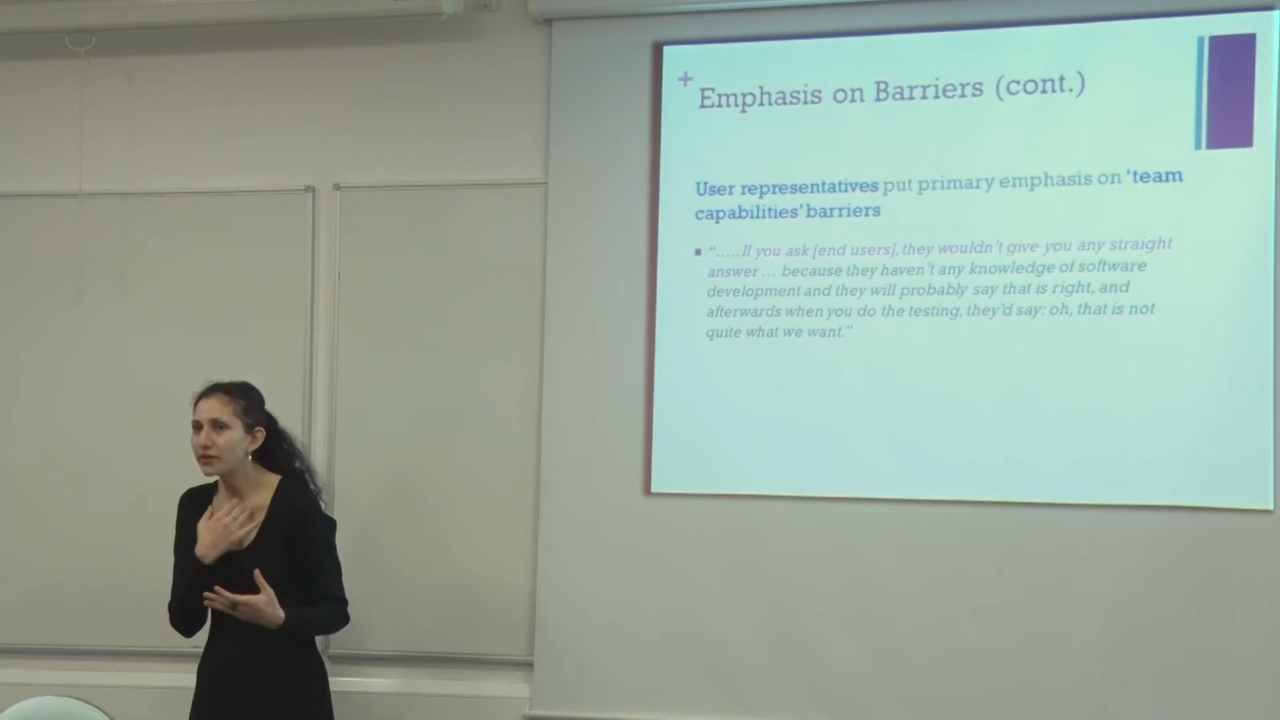 +
Emphasis on Barriers (cont.)
User representatives put primary emphasis on ‘team
capabilities’ barriers
▪ “..... If you ask [end users], they wouldn’t give you any straight
answer ... because they haven’t any knowledge of software
development and they will probably say that is right, and
afterwards when you do the testing, they’d say: oh, that is not
quite what we want.”